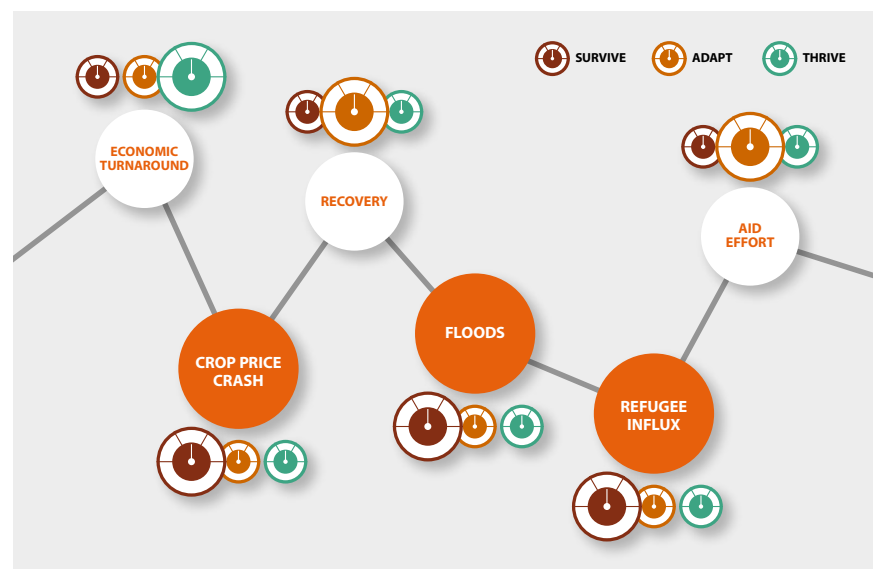 SURVIVE
ADAPT
THRIVE
ECONOMIC
TURNAROUND
RECOVERY
AID
EFFORT
FLOODS
CROP PRICE
CRASH
REFUGEE
INFLUX